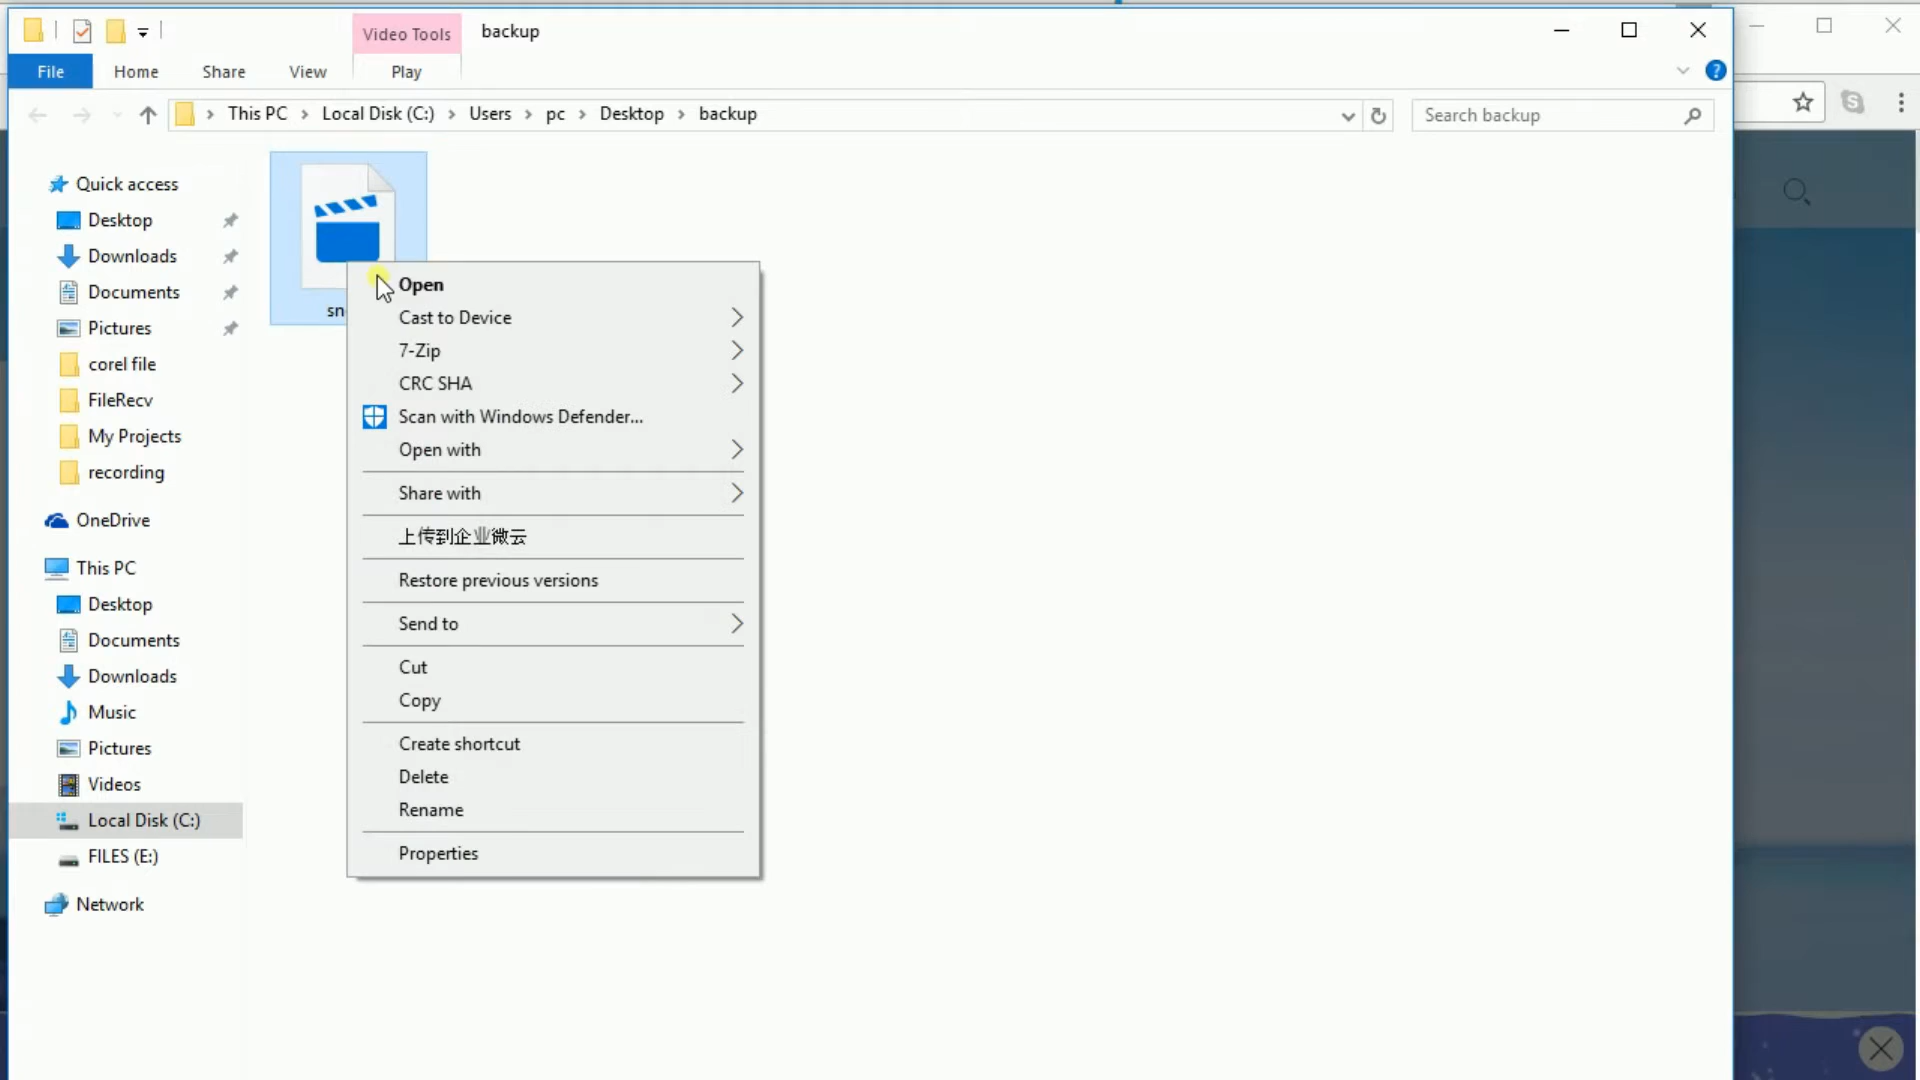 Video Tools
backup
File
Home
Share
View
Play
This PC
Local Disk (C:)
Users
pc
Desktop
backup
Search backup
Quick access
Desktop
Downloads
Documents
Pictures
corel file
FileRecv
My Projects
recording
OneDrive
This PC
Desktop
Documents
Downloads
Music
Pictures
Videos
Local Disk (C:)
FILES (E:)
Network
sn
Open
Cast to Device
7-Zip
CRC SHA
Scan with Windows Defender...
Open with
Share with
上传到企业微云
Restore previous versions
Send to
Cut
Copy
Create shortcut
Delete
Rename
Properties